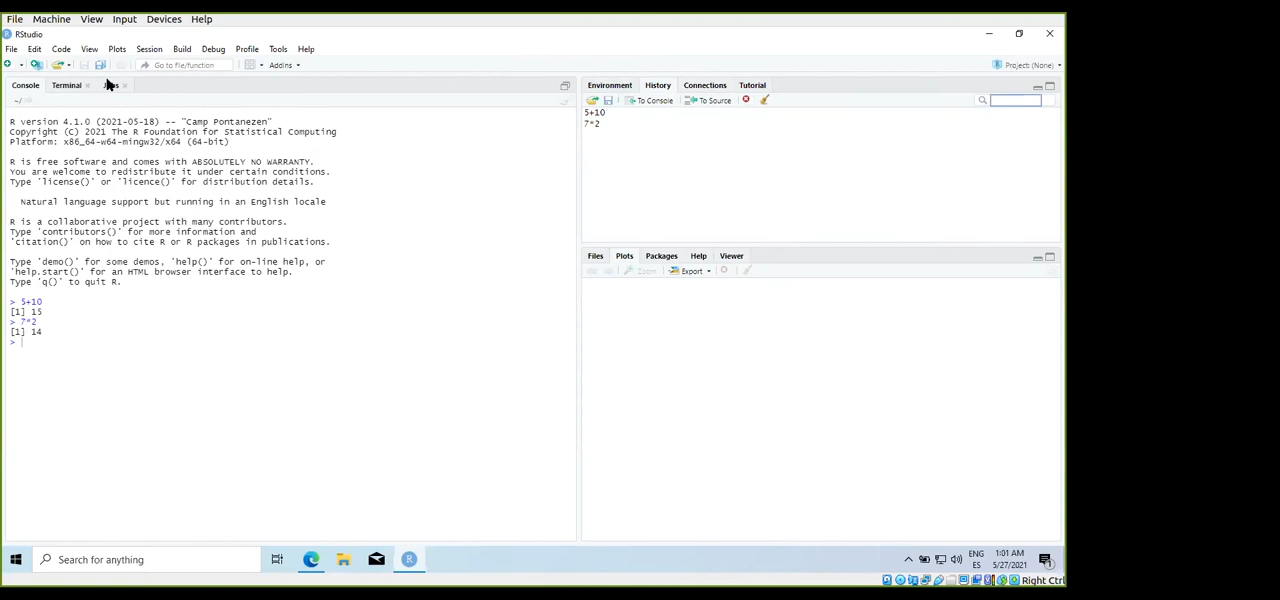 File Machine View Input Devices Help
RStudio
File Edit Code View Plots Session Build Debug Profile Tools Help
Go to file/function Addins Project: (None)
Console Terminal
~/
R version 4.1.0 (2021-05-18) -- "Camp Pontanezen"
Copyright (C) 2021 The R Foundation for Statistical Computing
Platform: x86_64-w64-mingw32/x64 (64-bit)
R is free software and comes with ABSOLUTELY NO WARRANTY.
You are welcome to redistribute it under certain conditions.
Type 'license()' or 'licence()' for distribution details.
Natural language support but running in an English locale
R is a collaborative project with many contributors.
Type 'contributors()' for more information and
'citation()' on how to cite R or R packages in publications.
Type 'demo()' for some demos, 'help()' for on-line help, or
'help.start()' for an HTML browser interface to help.
Type 'q()' to quit R.
> 5+10
[1] 15
> 7*2
[1] 14
>
Environment History Connections Tutorial
To Console To Source
5+10
7*2
Files Plots Packages Help Viewer
Zoom Export
Search for anything
ENG 1:01 AM
ES 5/27/2021
Right Ctrl